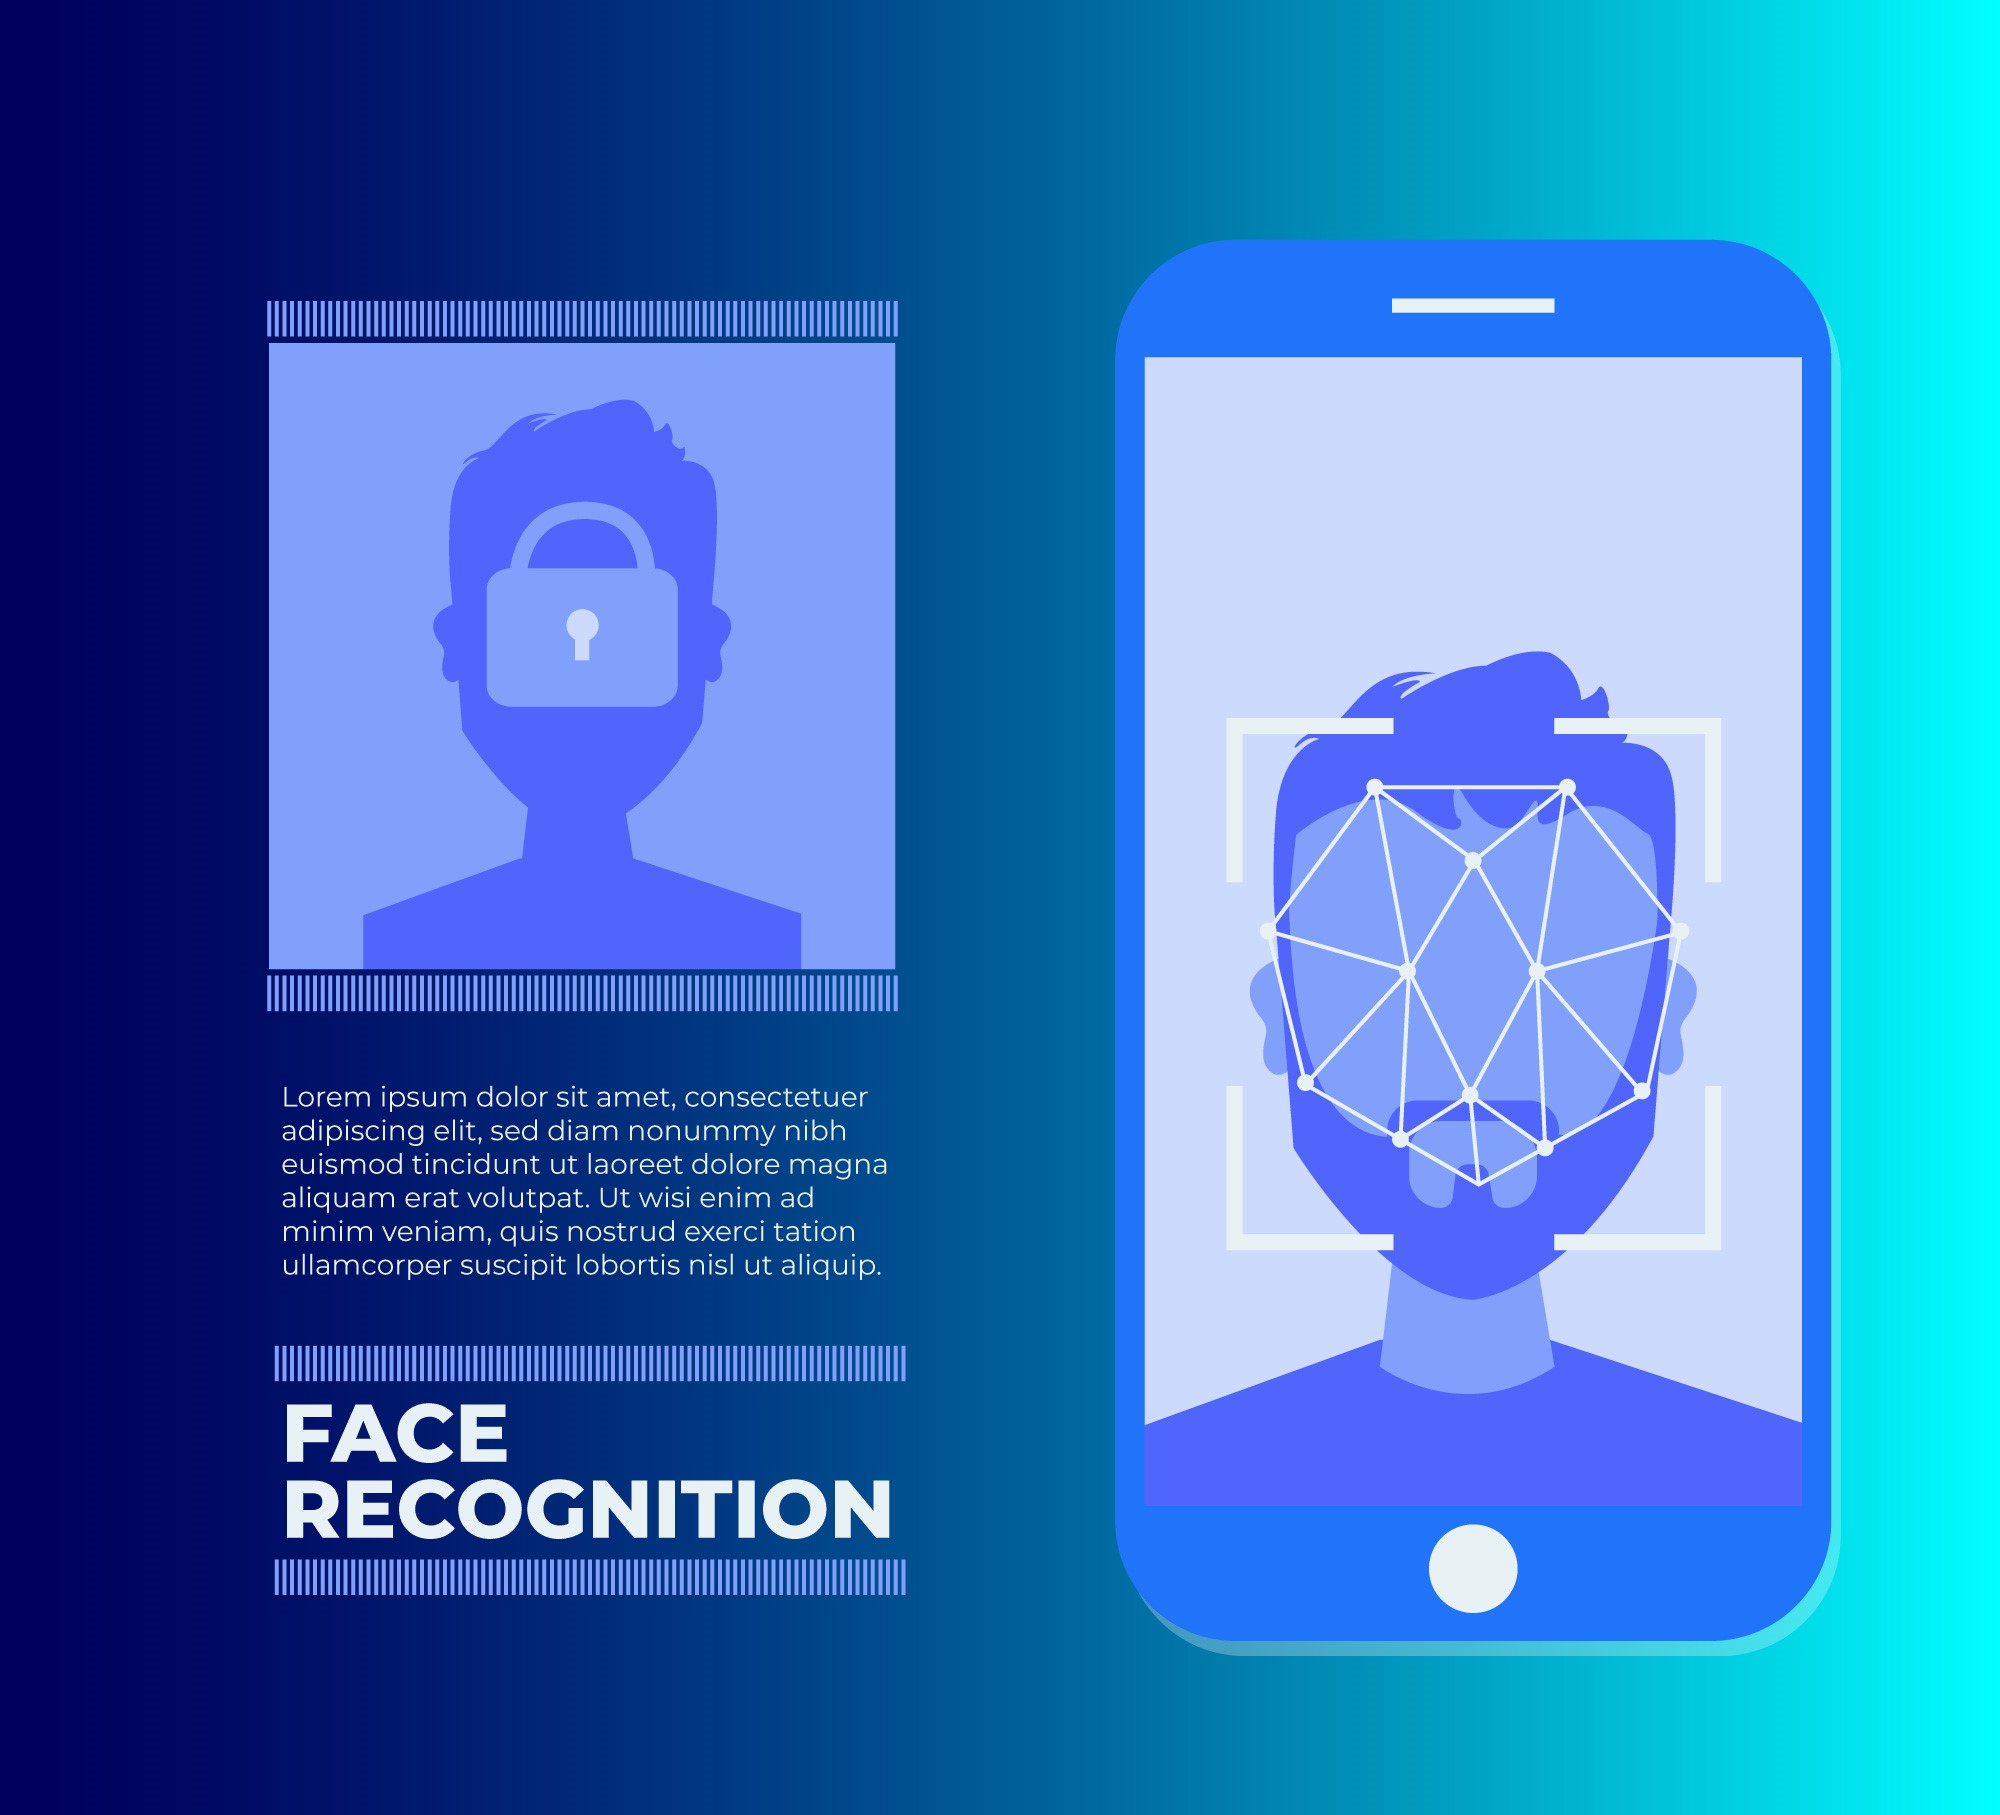 Lorem ipsum dolor sit amet, consectetuer
adipiscing elit, sed diam nonummy nibh
euismod tincidunt ut laoreet dolore magna
aliquam erat volutpat. Ut wisi enim ad
minim veniam, quis nostrud exerci tation
ullamcorper suscipit lobortis nisl ut aliquip.
FACE
RECOGNITION